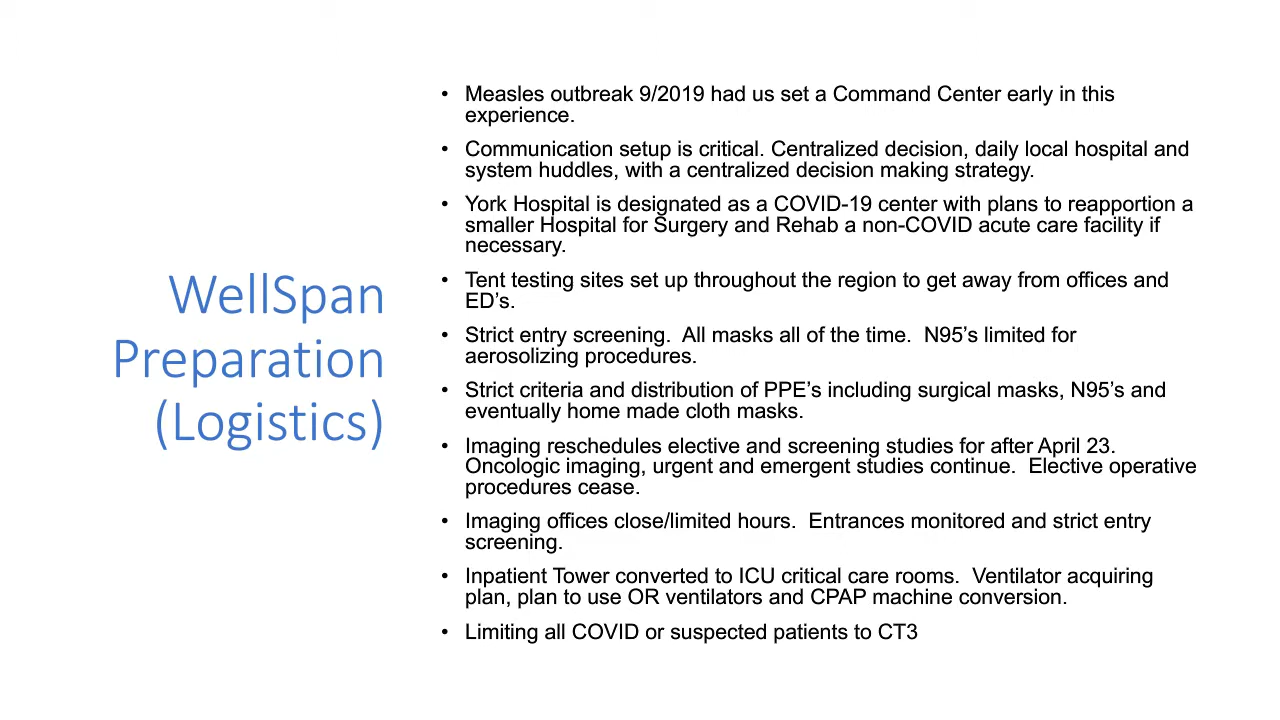 WellSpan
Preparation
(Logistics)
• Measles outbreak 9/2019 had us set a Command Center early in this
experience.
• Communication setup is critical. Centralized decision, daily local hospital and
system huddles, with a centralized decision making strategy.
• York Hospital is designated as a COVID-19 center with plans to reapportion a
smaller Hospital for Surgery and Rehab a non-COVID acute care facility if
necessary.
• Tent testing sites set up throughout the region to get away from offices and
ED’s.
• Strict entry screening.  All masks all of the time.  N95’s limited for
aerosolizing procedures.
• Strict criteria and distribution of PPE’s including surgical masks, N95’s and
eventually home made cloth masks.
• Imaging reschedules elective and screening studies for after April 23.
Oncologic imaging, urgent and emergent studies continue.  Elective operative
procedures cease.
• Imaging offices close/limited hours.  Entrances monitored and strict entry
screening.
• Inpatient Tower converted to ICU critical care rooms.  Ventilator acquiring
plan, plan to use OR ventilators and CPAP machine conversion.
• Limiting all COVID or suspected patients to CT3